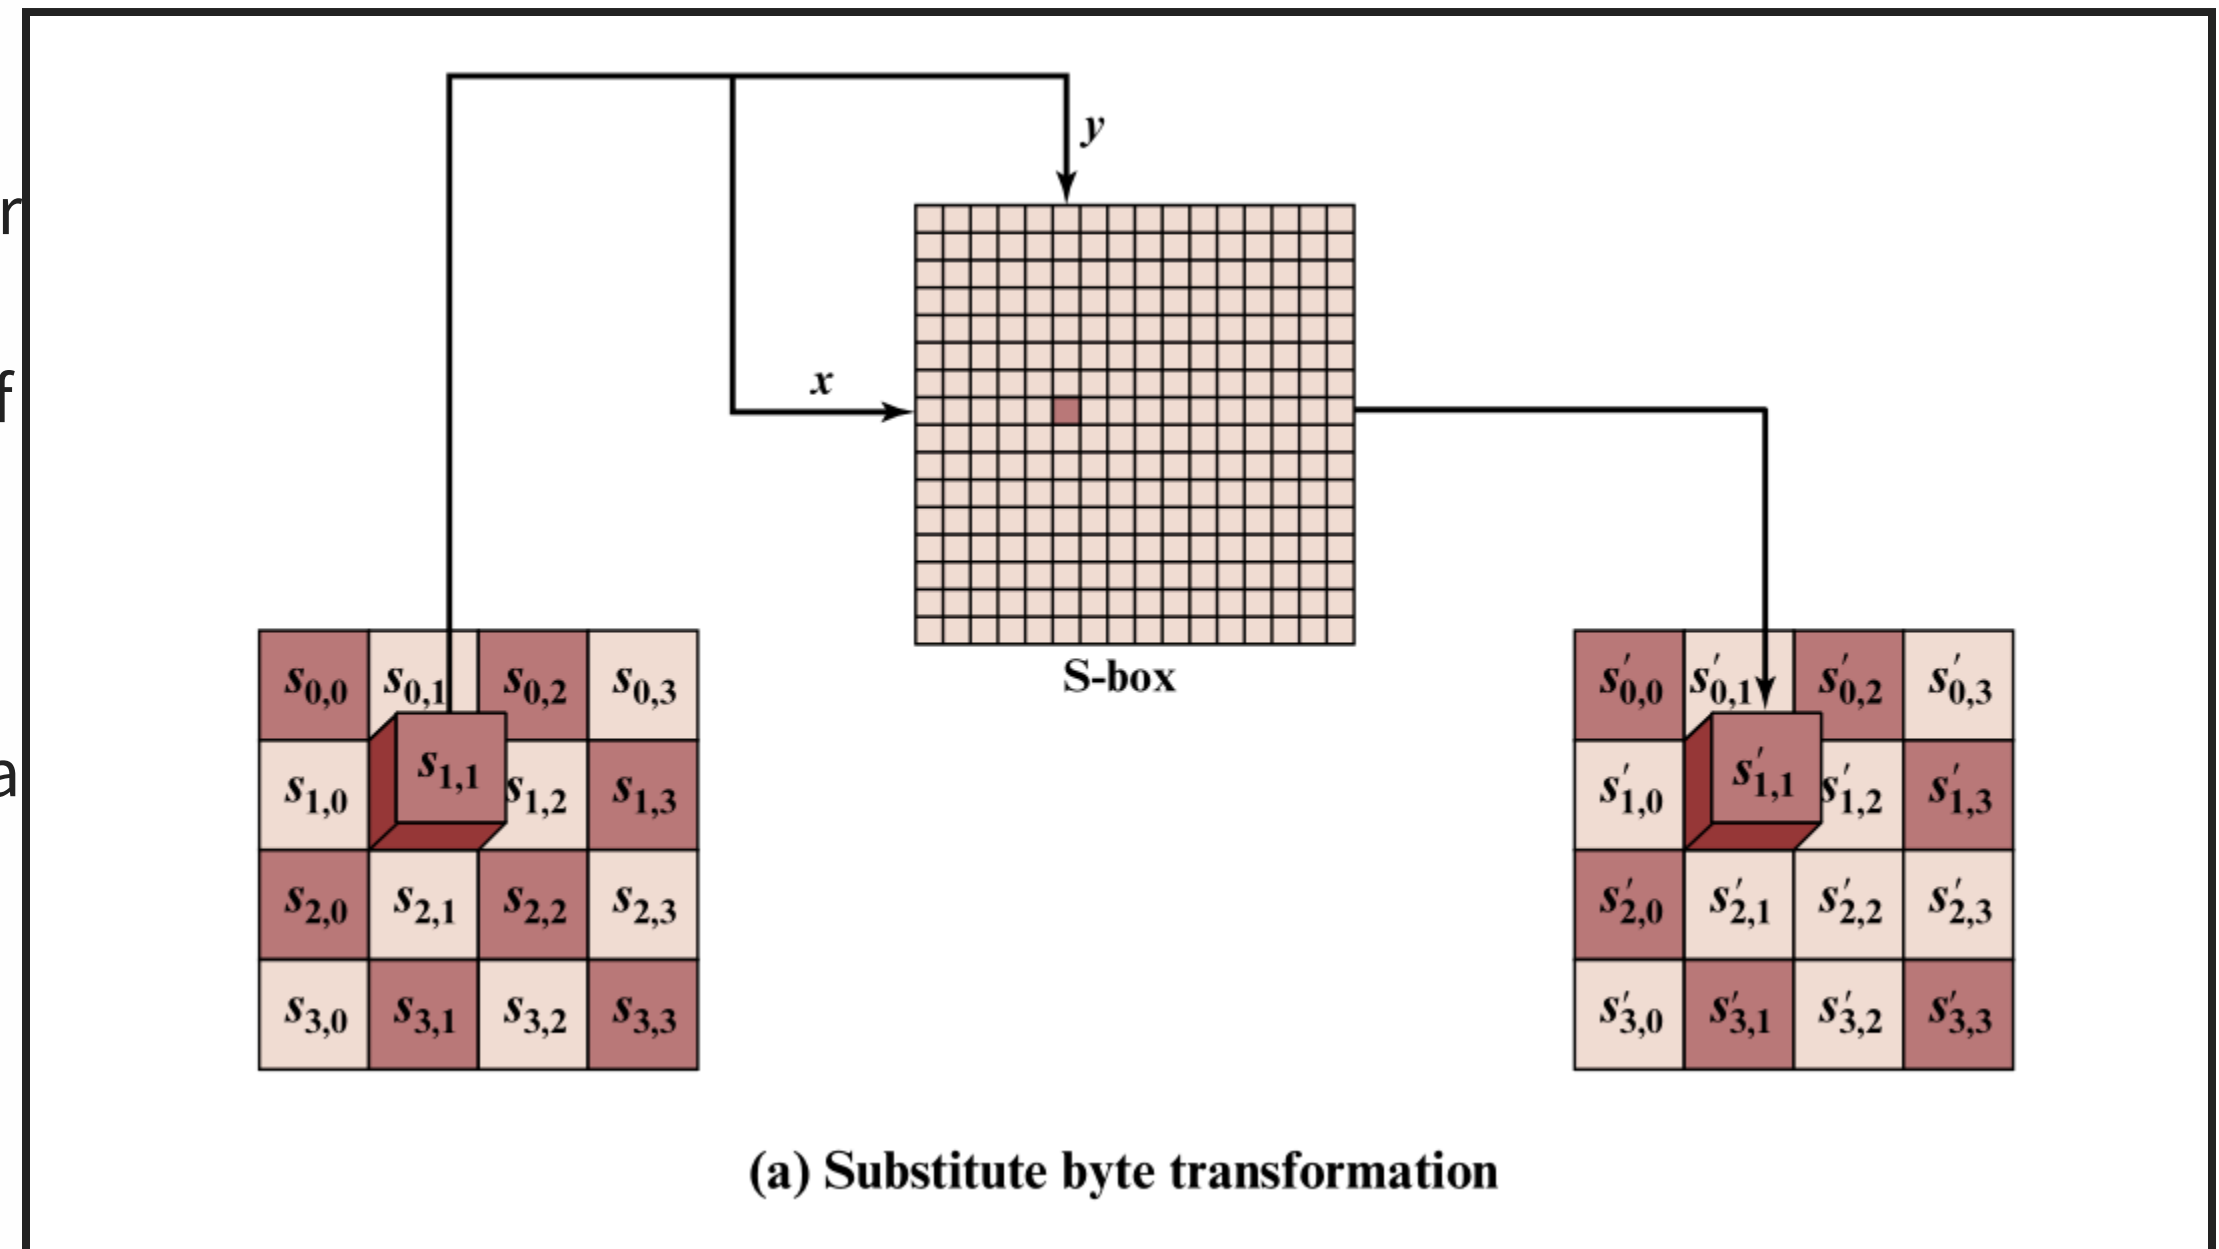 r
f
a
y
x
S-box
s0,0 s0,1 s0,2 s0,3
s1,0 s1,1 s1,2 s1,3
s2,0 s2,1 s2,2 s2,3
s3,0 s3,1 s3,2 s3,3
s′0,0 s′0,1 s′0,2 s′0,3
s′1,0 s′1,1 s′1,2 s′1,3
s′2,0 s′2,1 s′2,2 s′2,3
s′3,0 s′3,1 s′3,2 s′3,3
(a) Substitute byte transformation